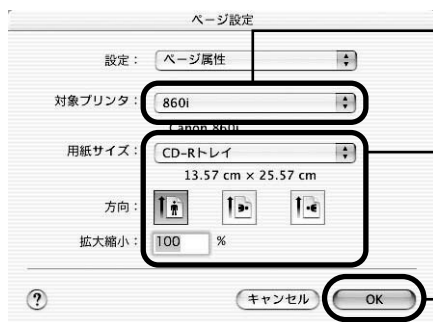 ページ設定
設定： ページ属性
対象プリンタ： 860i
Canon 860i
用紙サイズ： CD-Rトレイ
13.57 cm × 25.57 cm
方向：
拡大縮小： 100 %
? キャンセル OK